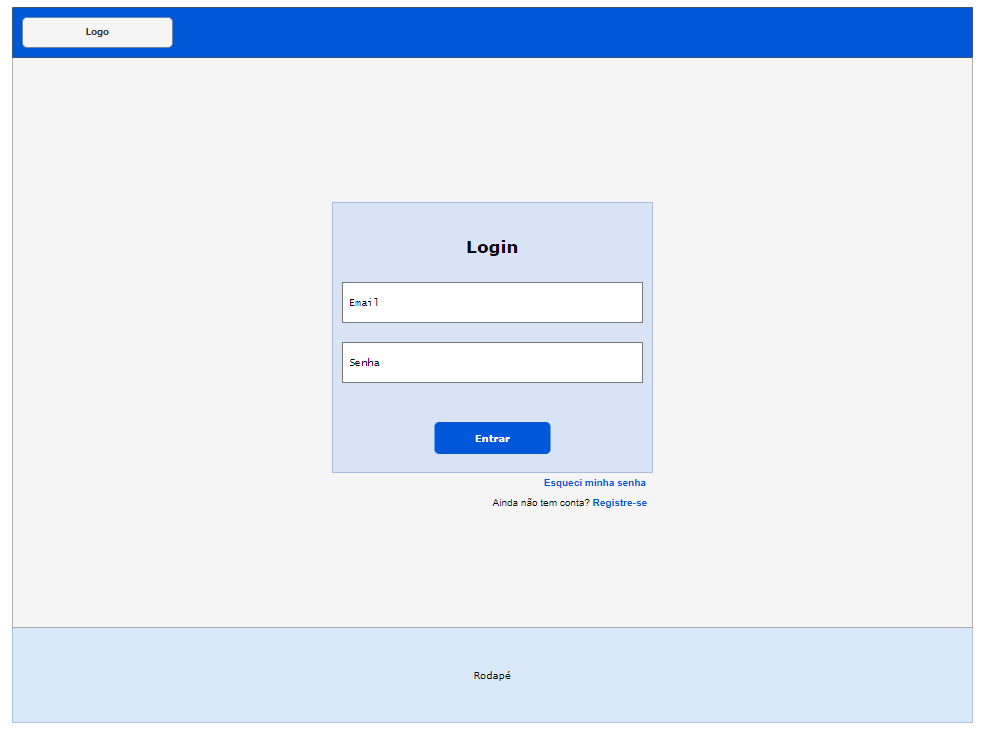 Logo
Login
Email
Senha
Entrar
Esqueci minha senha
Ainda não tem conta? Registre-se
Rodapé